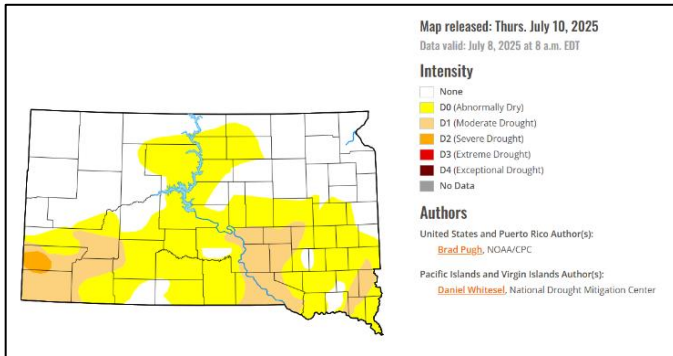 Map released: Thurs. July 10, 2025
Data valid: July 8, 2025 at 8 a.m. EDT
Intensity
None
D0 (Abnormally Dry)
D1 (Moderate Drought)
D2 (Severe Drought)
D3 (Extreme Drought)
D4 (Exceptional Drought)
No Data
Authors
United States and Puerto Rico Author(s):
Brad Pugh, NOAA/CPC
Pacific Islands and Virgin Islands Author(s):
Daniel Whitesel, National Drought Mitigation Center